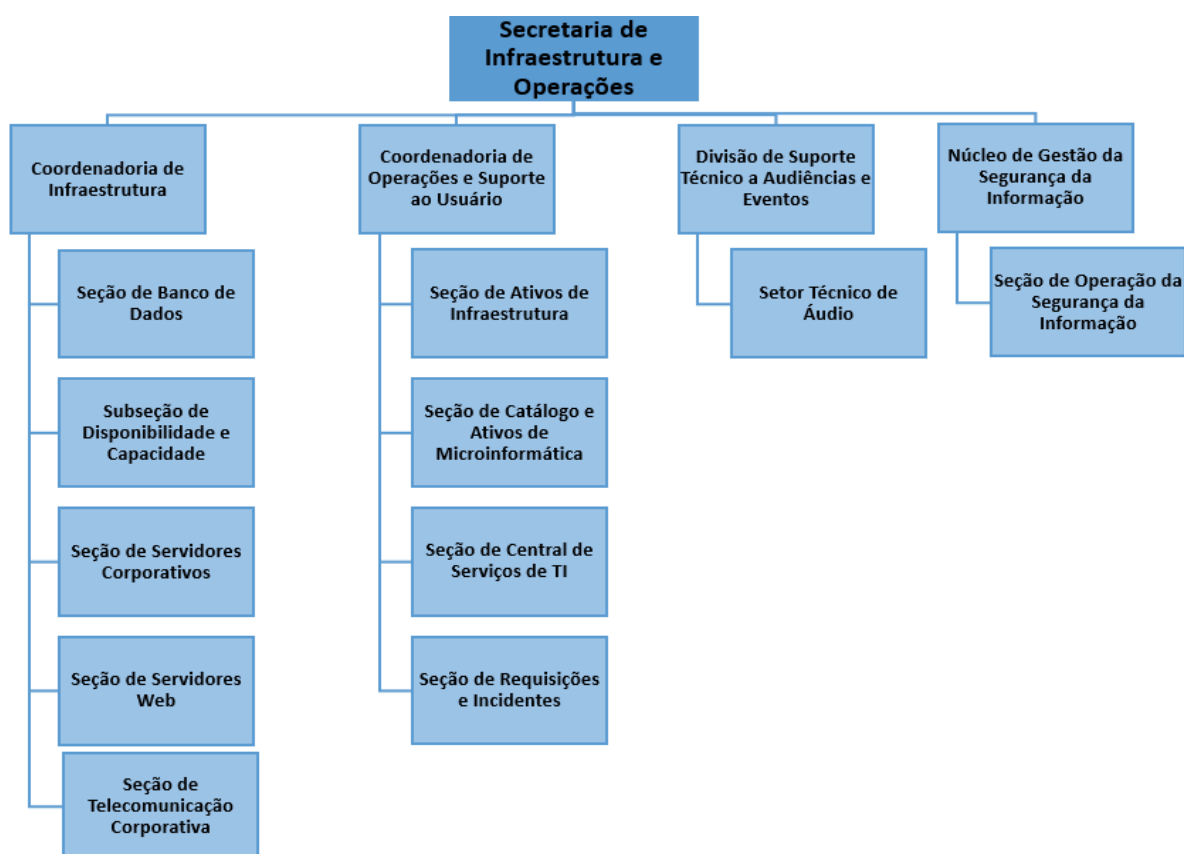 Secretaria de
Infraestrutura e
Operações
Coordenadoria de
Infraestrutura
Seção de Banco de
Dados
Subseção de
Disponibilidade e
Capacidade
Seção de Servidores
Corporativos
Seção de Servidores
Web
Seção de
Telecomunicação
Corporativa
Coordenadoria de
Operações e Suporte
ao Usuário
Seção de Ativos de
Infraestrutura
Seção de Catálogo e
Ativos de
Microinformática
Seção de Central de
Serviços de TI
Seção de Requisições
e Incidentes
Divisão de Suporte
Técnico a Audiências e
Eventos
Setor Técnico de
Áudio
Núcleo de Gestão da
Segurança da
Informação
Seção de Operação da
Segurança da
Informação